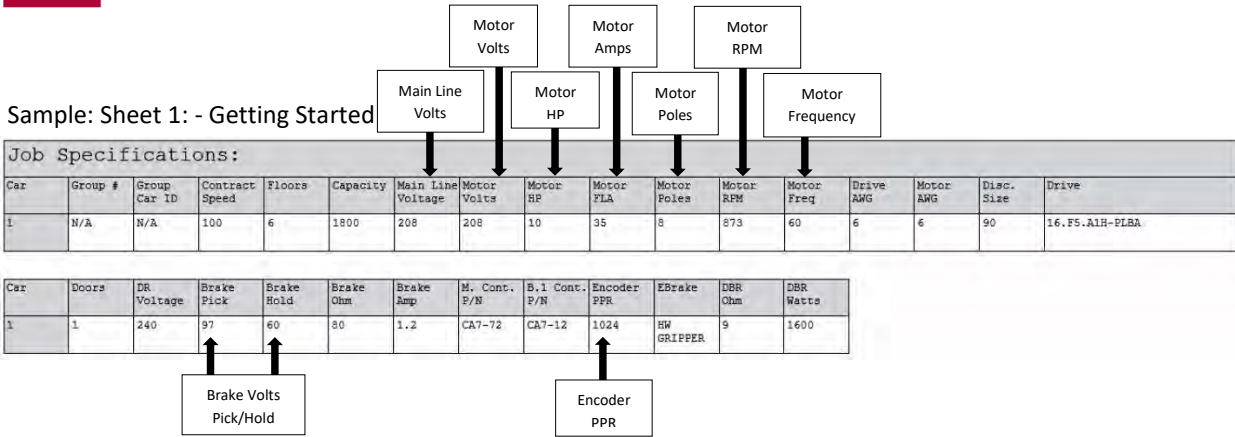 Motor
Volts
Motor
Amps
Motor
RPM
Main Line
Volts
Motor
HP
Motor
Poles
Motor
Frequency
Sample: Sheet 1: - Getting Started
Job Specifications:
Car Group # Group Car ID Contract Speed Floors Capacity Main Line Voltage Motor Volts Motor HP Motor FLA Motor Poles Motor RPM Motor Freq Drive AWG Motor AWG Disc. Size Drive
1 N/A N/A 100 6 1800 208 208 10 35 8 873 60 6 6 90 16.F5.A1H-PLBA
Car Doors DR Voltage Brake Pick Brake Hold Brake Ohm Brake Amp M. Cont. P/N B.1 Cont. P/N Encoder PPR EBrake DBR Ohm DBR Watts
1 1 240 97 60 80 1.2 CA7-72 CA7-12 1024 HW GRIPPER 9 1600
Brake Volts
Pick/Hold
Encoder
PPR